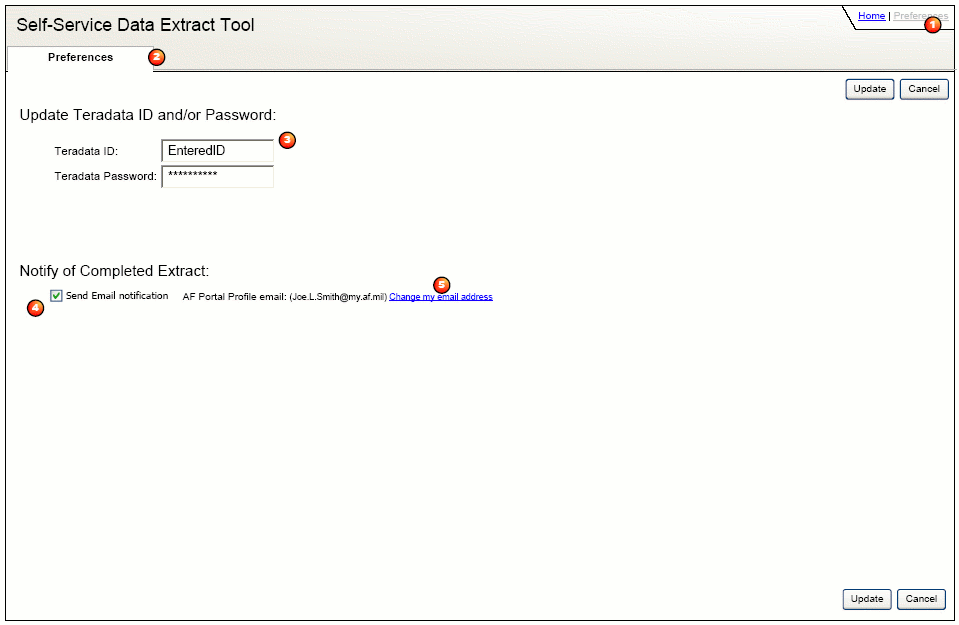 Self-Service Data Extract Tool
Home | Preferences
1
Preferences
2
Update Cancel
Update Teradata ID and/or Password:
3
Teradata ID: EnteredID
Teradata Password: **********
Notify of Completed Extract:
5
Send Email notification AF Portal Profile email: (Joe.L.Smith@my.af.mil) Change my email address
4
Update Cancel